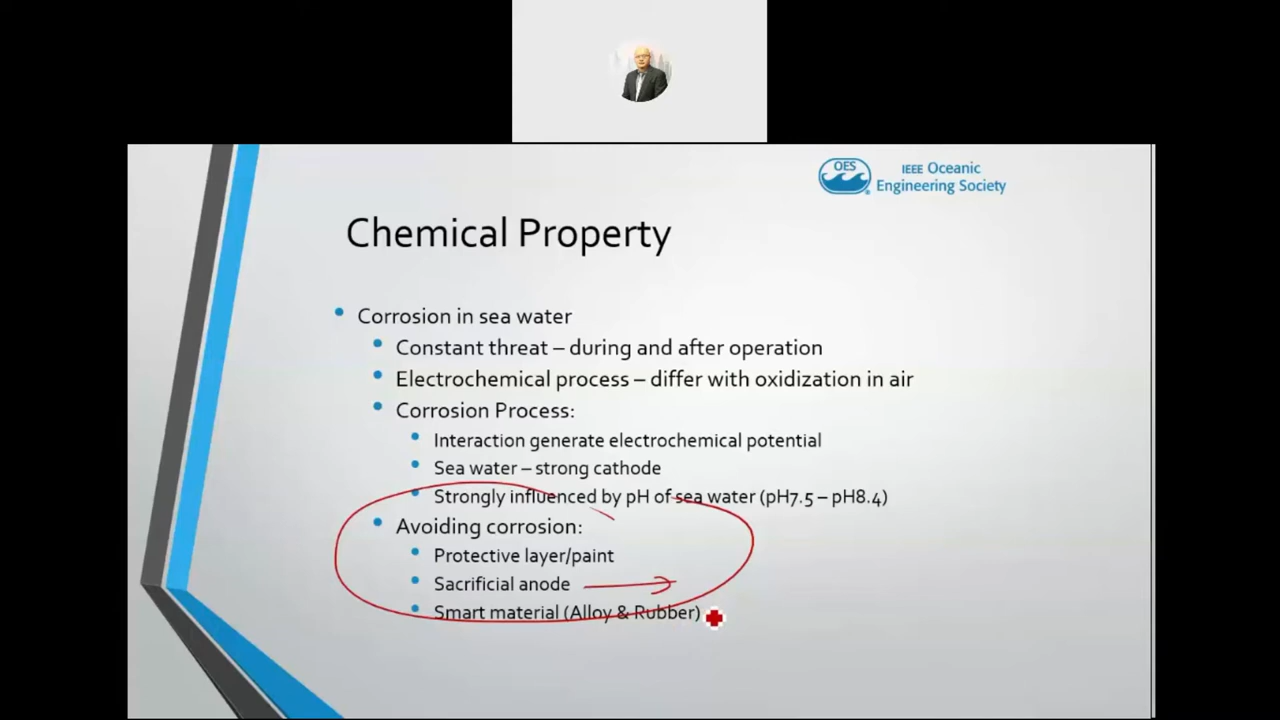 OES
IEEE Oceanic
Engineering Society
Chemical Property
Corrosion in sea water
Constant threat – during and after operation
Electrochemical process – differ with oxidization in air
Corrosion Process:
Interaction generate electrochemical potential
Sea water – strong cathode
Strongly influenced by pH of sea water (pH7.5 – pH8.4)
Avoiding corrosion:
Protective layer/paint
Sacrificial anode
Smart material (Alloy & Rubber)